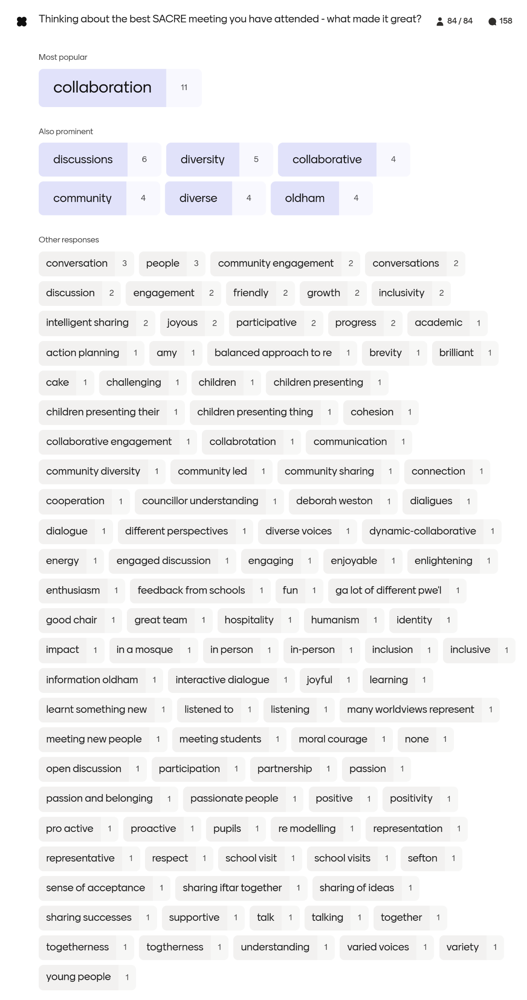 Thinking about the best SACRE meeting you have attended - what made it great? 84 / 84 158
Most popular
collaboration 11
Also prominent
discussions 6 diversity 5 collaborative 4
community 4 diverse 4 oldham 4
Other responses
conversation 3 people 3 community engagement 2 conversations 2
discussion 2 engagement 2 friendly 2 growth 2 inclusivity 2
intelligent sharing 2 joyous 2 participative 2 progress 2 academic 1
action planning 1 amy 1 balanced approach to re 1 brevity 1 brilliant 1
cake 1 challenging 1 children 1 children presenting 1
children presenting their 1 children presenting thing 1 cohesion 1
collaborative engagement 1 collabrotation 1 communication 1
community diversity 1 community led 1 community sharing 1 connection 1
cooperation 1 councillor understanding 1 deborah weston 1 dialigues 1
dialogue 1 different perspectives 1 diverse voices 1 dynamic-collaborative 1
energy 1 engaged discussion 1 engaging 1 enjoyable 1 enlightening 1
enthusiasm 1 feedback from schools 1 fun 1 ga lot of different pwe'l 1
good chair 1 great team 1 hospitality 1 humanism 1 identity 1
impact 1 in a mosque 1 in person 1 in-person 1 inclusion 1 inclusive 1
information oldham 1 interactive dialogue 1 joyful 1 learning 1
learnt something new 1 listened to 1 listening 1 many worldviews represent 1
meeting new people 1 meeting students 1 moral courage 1 none 1
open discussion 1 participation 1 partnership 1 passion 1
passion and belonging 1 passionate people 1 positive 1 positivity 1
pro active 1 proactive 1 pupils 1 re modelling 1 representation 1
representative 1 respect 1 school visit 1 school visits 1 sefton 1
sense of acceptance 1 sharing iftar together 1 sharing of ideas 1
sharing successes 1 supportive 1 talk 1 talking 1 together 1
togetherness 1 togtherness 1 understanding 1 varied voices 1 variety 1
young people 1